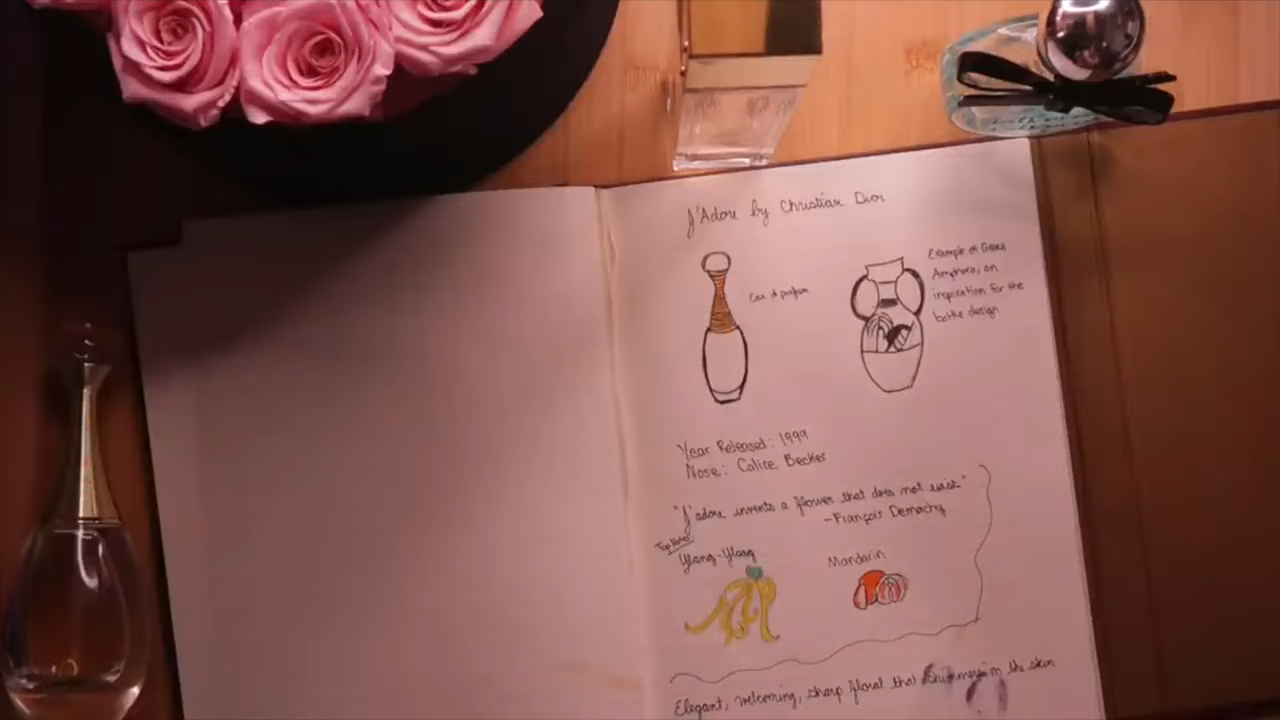 J'Adore by Christian Dior
Eau d parfum
Example of Greek
Amphora, an
inspiration for the
bottle design
Year Released: 1999
Nose: Calice Becker
"J'adore invents a flower that does not exist."
-François Demachy
Top Notes
Ylang-Ylang
Mandarin
Elegant, welcoming, sharp floral that shimmers in the skin